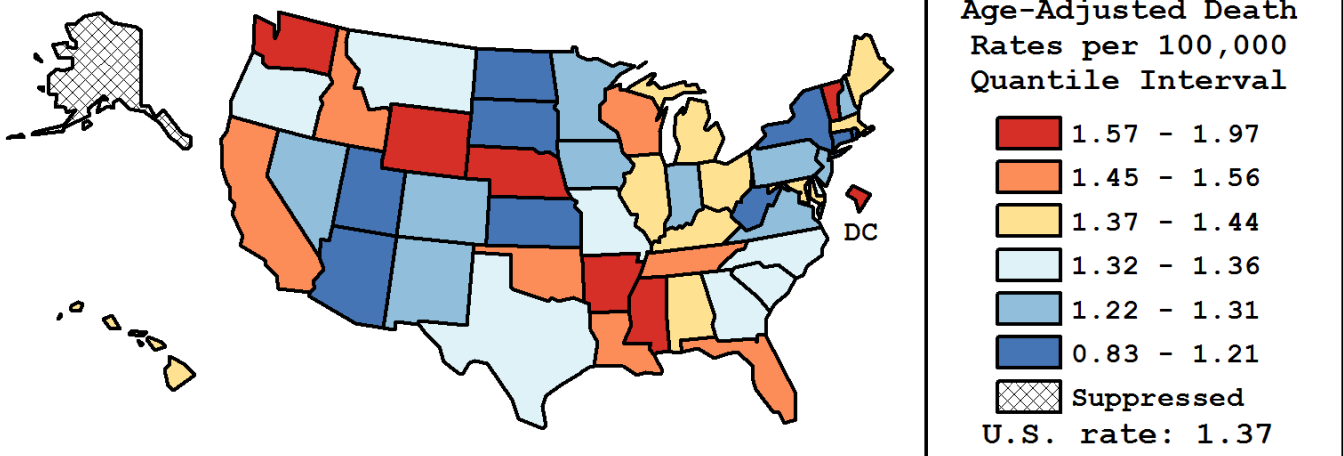 DC
Age-Adjusted Death
Rates per 100,000
Quantile Interval
1.57 - 1.97
1.45 - 1.56
1.37 - 1.44
1.32 - 1.36
1.22 - 1.31
0.83 - 1.21
Suppressed
U.S. rate: 1.37